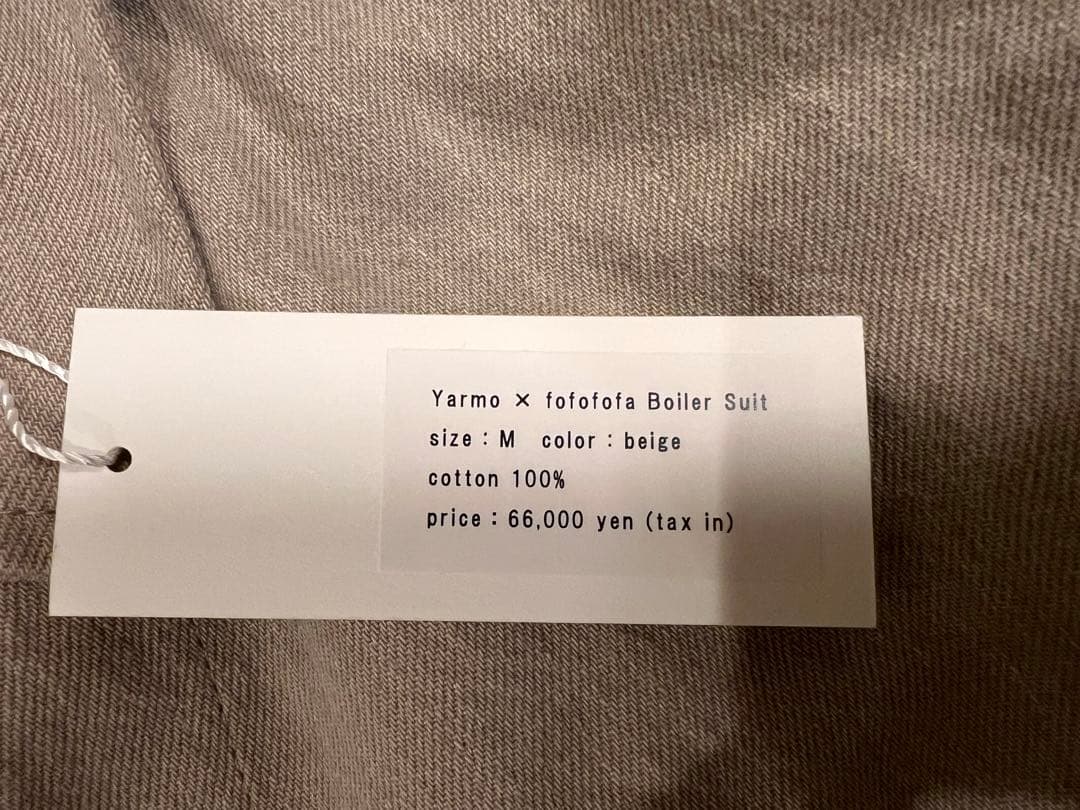 Yarmo × fofofofa Boiler Suit
size : M color : beige
cotton 100%
price : 66,000 yen (tax in)